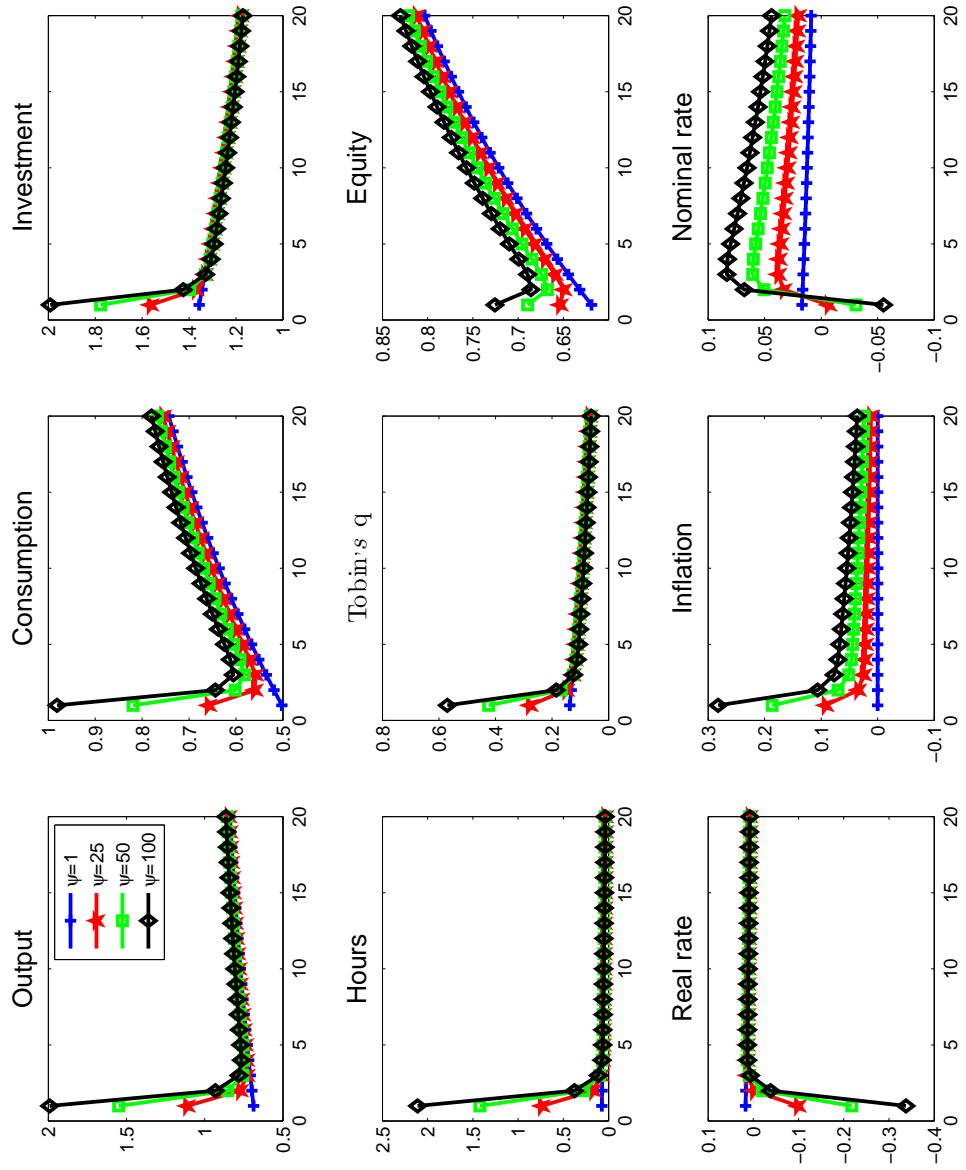 Output
2
1.5
1
0.5
0 5 10 15 20
ψ=1
ψ=25
ψ=50
ψ=100
Consumption
1
0.9
0.8
0.7
0.6
0.5
0 5 10 15 20
Investment
2
1.8
1.6
1.4
1.2
1
0 5 10 15 20
Hours
2.5
2
1.5
1
0.5
0
0 5 10 15 20
Tobin's q
0.8
0.6
0.4
0.2
0
0 5 10 15 20
Equity
0.85
0.8
0.75
0.7
0.65
0 5 10 15 20
Real rate
0.1
0
−0.1
−0.2
−0.3
−0.4
0 5 10 15 20
Inflation
0.3
0.2
0.1
0
−0.1
0 5 10 15 20
Nominal rate
0.1
0.05
0
−0.05
−0.1
0 5 10 15 20